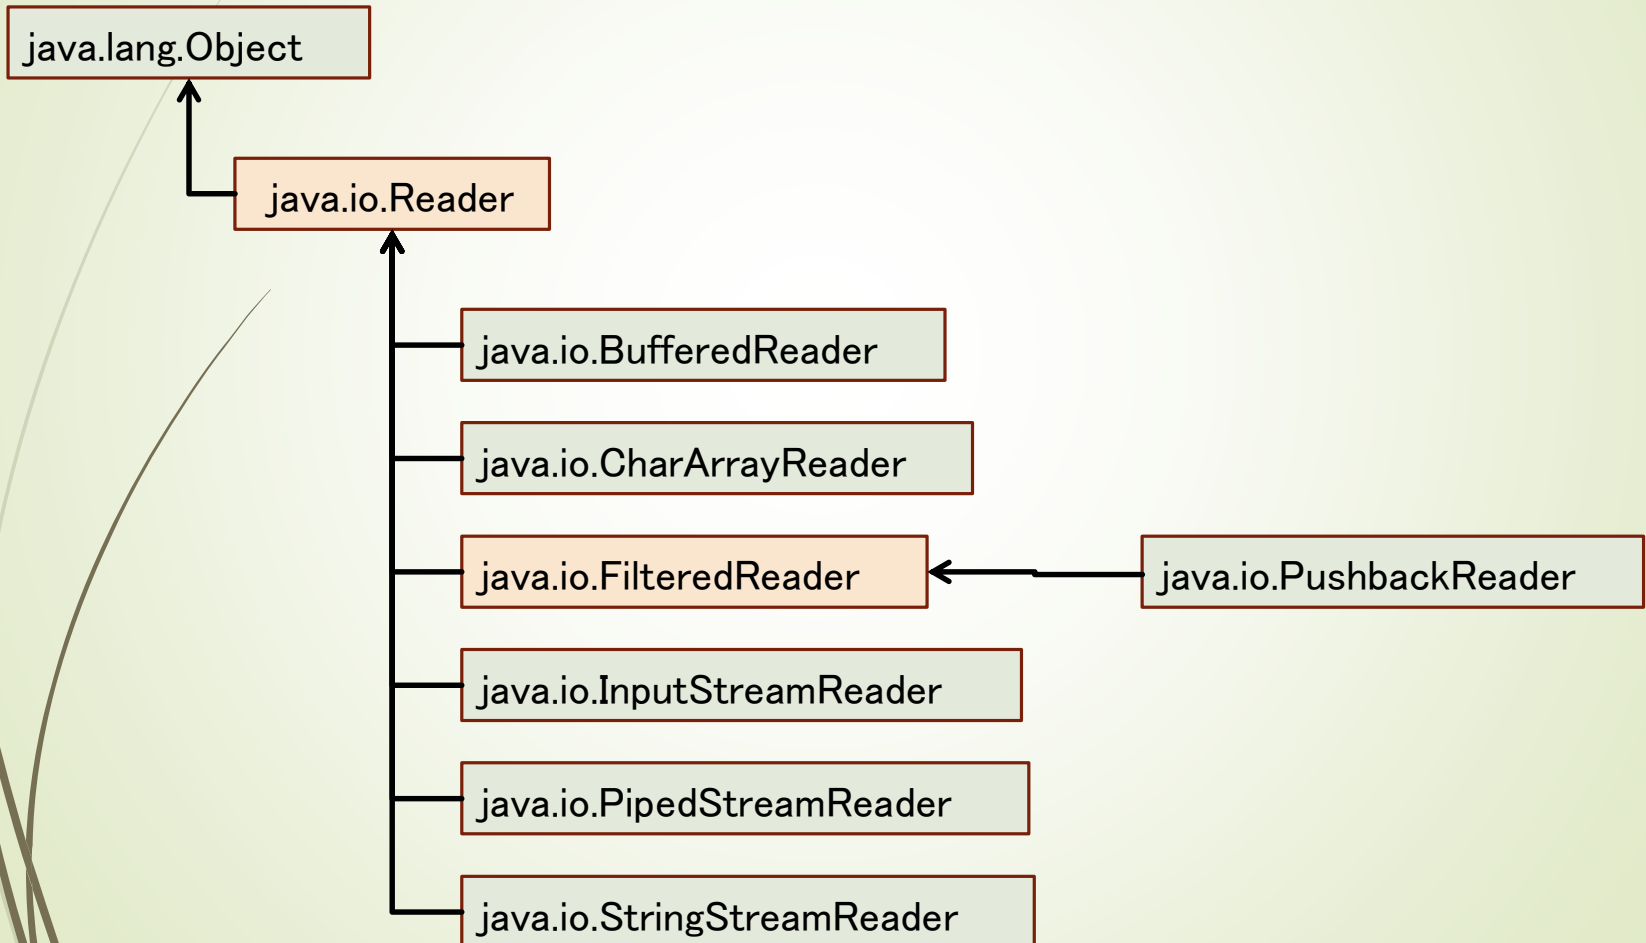 java.lang.Object
java.io.Reader
java.io.BufferedReader
java.io.CharArrayReader
java.io.FilteredReader
java.io.PushbackReader
java.io.InputStreamReader
java.io.PipedStreamReader
java.io.StringStreamReader